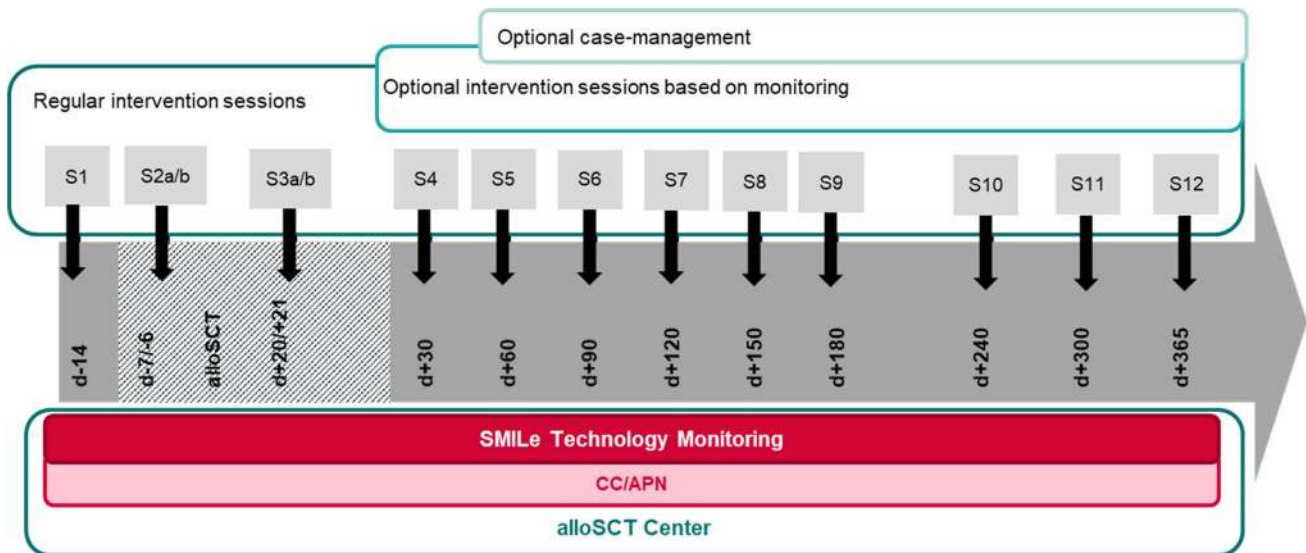 Optional case-management
Optional intervention sessions based on monitoring
Regular intervention sessions
S1 S2a/b S3a/b S4 S5 S6 S7 S8 S9 S10 S11 S12
d-14 d-7/-6 alloSCT d+20/+21 d+30 d+60 d+90 d+120 d+150 d+180 d+240 d+300 d+365
SMILe Technology Monitoring
CC/APN
alloSCT Center